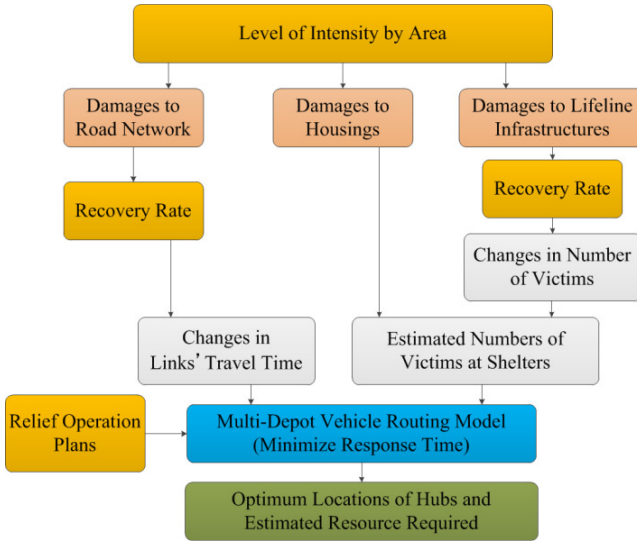 Level of Intensity by Area
Damages to
Road Network
Damages to
Housings
Damages to Lifeline
Infrastructures
Recovery Rate
Recovery Rate
Changes in Number
of Victims
Changes in
Links' Travel Time
Estimated Numbers of
Victims at Shelters
Relief Operation
Plans
Multi-Depot Vehicle Routing Model
(Minimize Response Time)
Optimum Locations of Hubs and
Estimated Resource Required